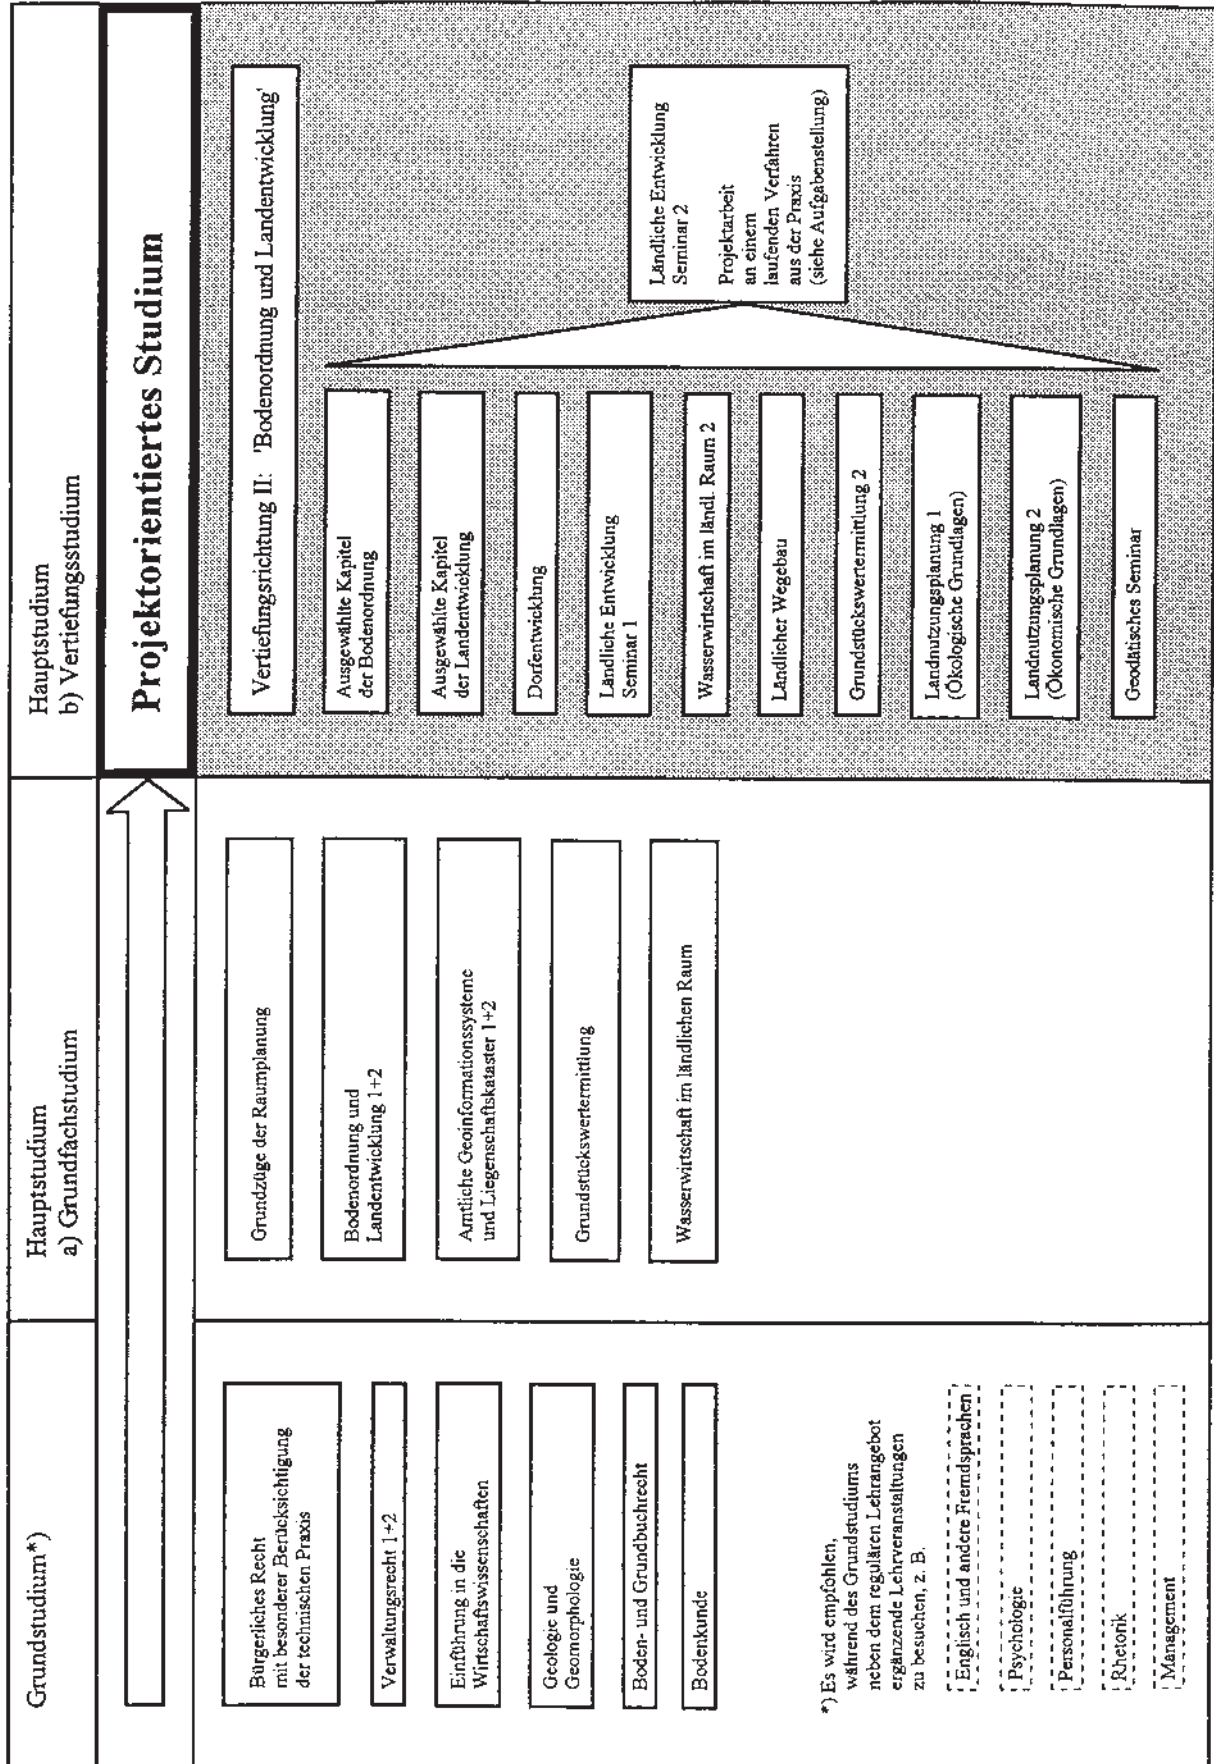 Grundstudium*)
Hauptstudium
a) Grundfachstudium
Hauptstudium
b) Vertiefungsstudium
Projektorientiertes Studium
Bürgerliches Recht
mit besonderer Berücksichtigung
der technischen Praxis
Verwaltungsrecht 1+2
Einführung in die
Wirtschaftswissenschaften
Geologie und
Geomorphologie
Boden- und Grundbuchrecht
Bodenkunde
*) Es wird empfohlen,
während des Grundstudiums
neben dem regulären Lehrangebot
ergänzende Lehrveranstaltungen
zu besuchen, z. B.
Englisch und andere Fremdsprachen
Psychologie
Personalführung
Rhetorik
Management
Grundzüge der Raumplanung
Bodenordnung und
Landentwicklung 1+2
Amtliche Geoinformationssysteme
und Liegenschaftskataster 1+2
Grundstückswertermittlung
Wasserwirtschaft im ländlichen Raum
Vertiefungsrichtung II: 'Bodenordnung und Landentwicklung'
Ausgewählte Kapitel
der Bodenordnung
Ausgewählte Kapitel
der Landentwicklung
Dorfentwicklung
Ländliche Entwicklung
Seminar 1
Wasserwirtschaft im ländl. Raum 2
Ländlicher Wegebau
Grundstückswertermittlung 2
Landnutzungsplanung 1
(Ökologische Grundlagen)
Landnutzungsplanung 2
(Ökonomische Grundlagen)
Geodätisches Seminar
Ländliche Entwicklung
Seminar 2
Projektarbeit
an einem
laufenden Verfahren
aus der Praxis
(siehe Aufgabenstellung)